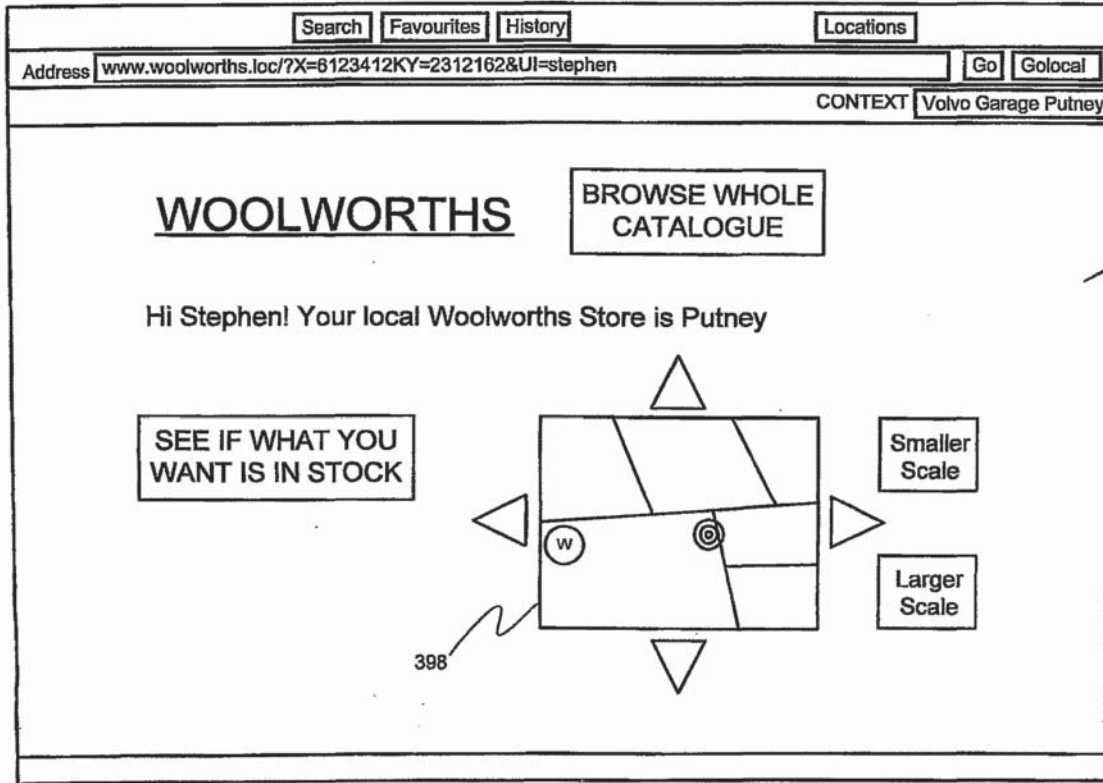 Search Favourites History Locations
Address www.woolworths.loc/?X=6123412KY=2312162&UI=stephen Go Golocal
CONTEXT Volvo Garage Putney
WOOLWORTHS
BROWSE WHOLE
CATALOGUE
Hi Stephen! Your local Woolworths Store is Putney
SEE IF WHAT YOU
WANT IS IN STOCK
Smaller
Scale
W
Larger
Scale
398